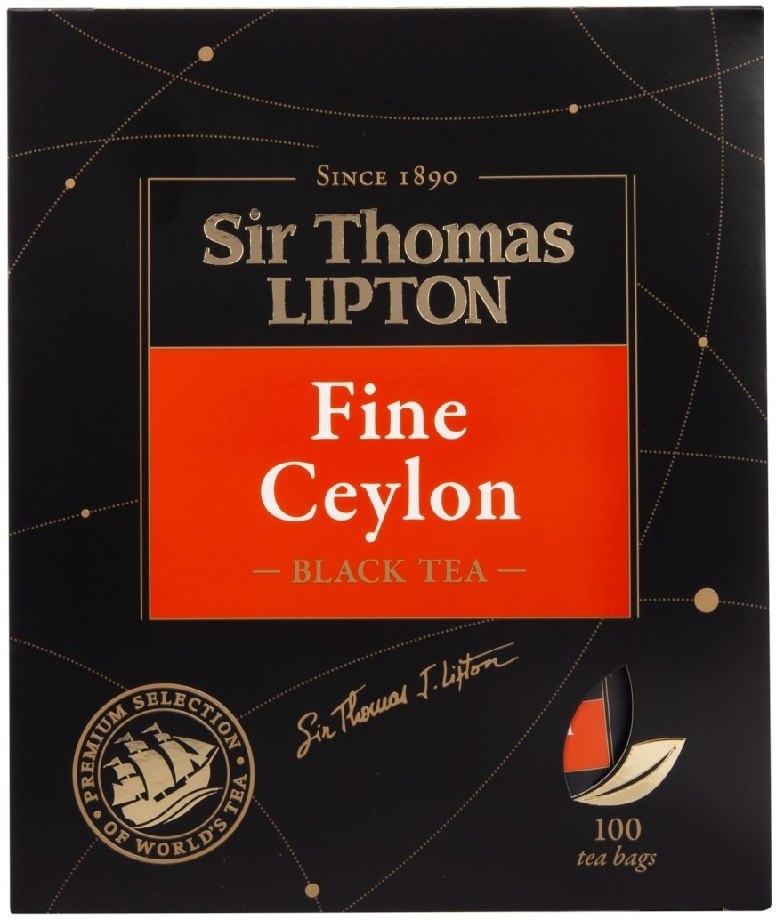 SINCE 1890
Sir Thomas
LIPTON
Fine
Ceylon
— BLACK TEA —
Sir Thomas J. Lipton
PREMIUM SELECTION
OF WORLD'S TEA
100
tea bags